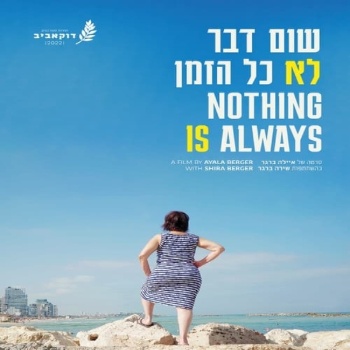 דוקאביב
(2022)
שום דבר
לא כל הזמן
NOTHING
IS ALWAYS
סרטה של איילה ברגר
A FILM BY AYALA BERGER
בהשתתפות שירה ברגר
WITH SHIRA BERGER